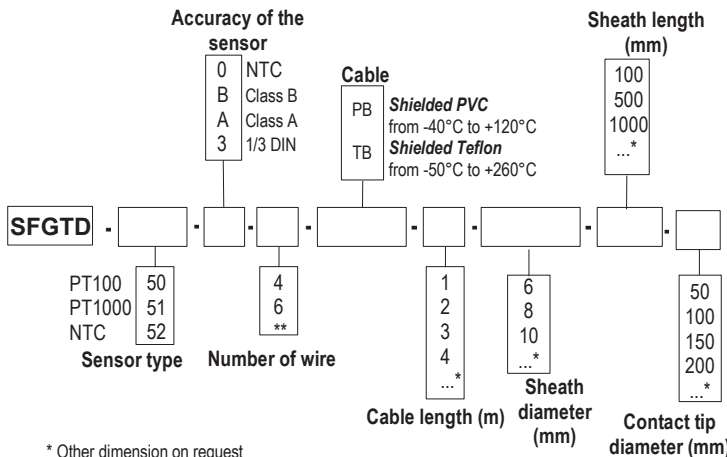 Accuracy of the
sensor
0 NTC
B Class B
A Class A
3 1/3 DIN
Cable
PB Shielded PVC
from -40°C to +120°C
TB Shielded Teflon
from -50°C to +260°C
Sheath length
(mm)
100
500
1000
...*
SFGTD - - - - - - - -
PT100 50
PT1000 51
NTC 52
Sensor type
4
6
**
Number of wire
1
2
3
4
...*
Cable length (m)
6
8
10
...*
Sheath
diameter
(mm)
50
100
150
200
...*
Contact tip
diameter (mm)
* Other dimension on request